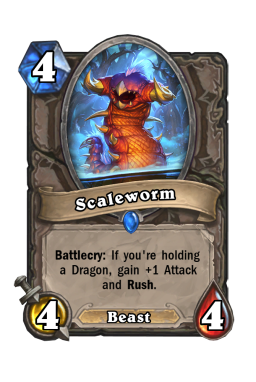 4
Scaleworm
Battlecry: If you're holding
a Dragon, gain +1 Attack
and Rush.
4
Beast
4